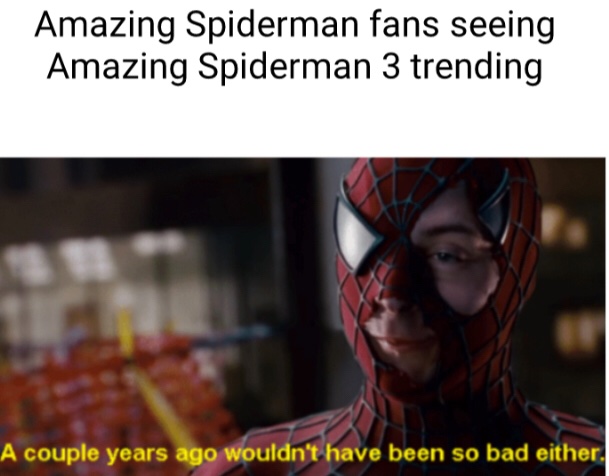 Amazing Spiderman fans seeing
Amazing Spiderman 3 trending
A couple years ago wouldn't have been so bad either.